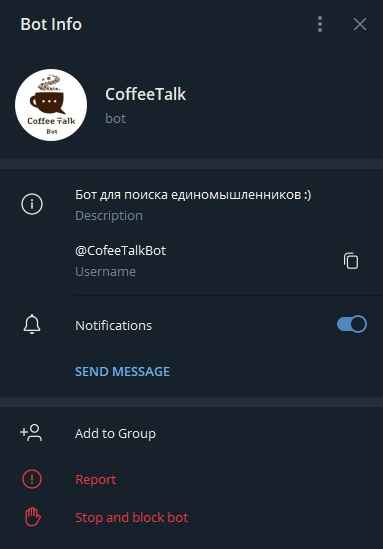 Bot Info
CoffeeTalk
bot
Coffee Talk
Bot
Бот для поиска единомышленников :)
Description
@CofeeTalkBot
Username
Notifications
SEND MESSAGE
Add to Group
Report
Stop and block bot